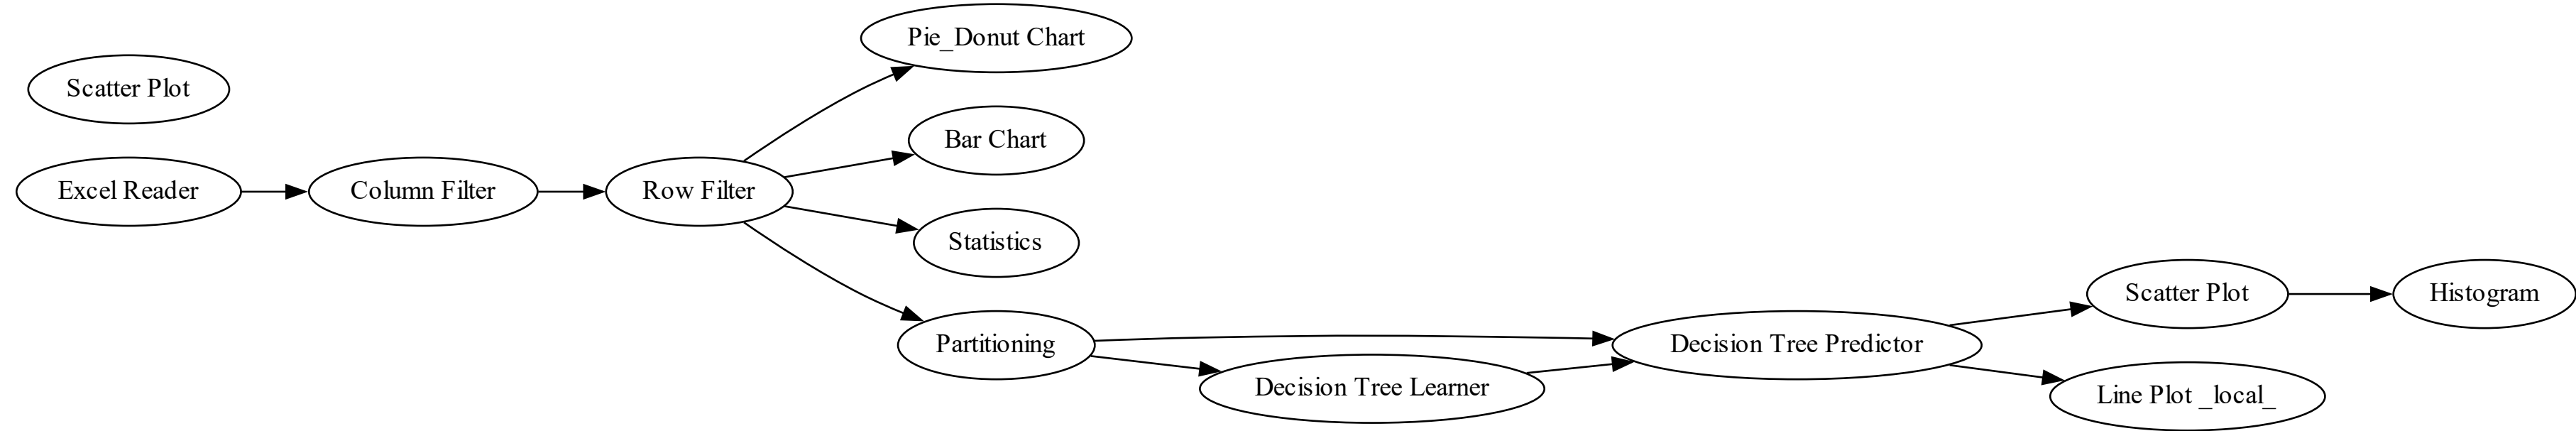 Pie_Donut Chart
Scatter Plot
Bar Chart
Excel Reader
Column Filter
Row Filter
Statistics
Scatter Plot
Histogram
Partitioning
Decision Tree Predictor
Decision Tree Learner
Line Plot _local_